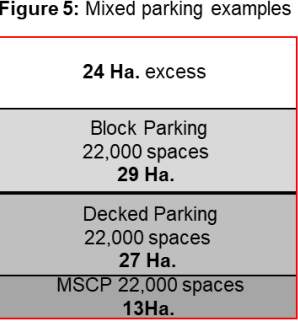 Figure 5: Mixed parking examples
24 Ha. excess
Block Parking
22,000 spaces
29 Ha.
Decked Parking
22,000 spaces
27 Ha.
MSCP 22,000 spaces
13Ha.